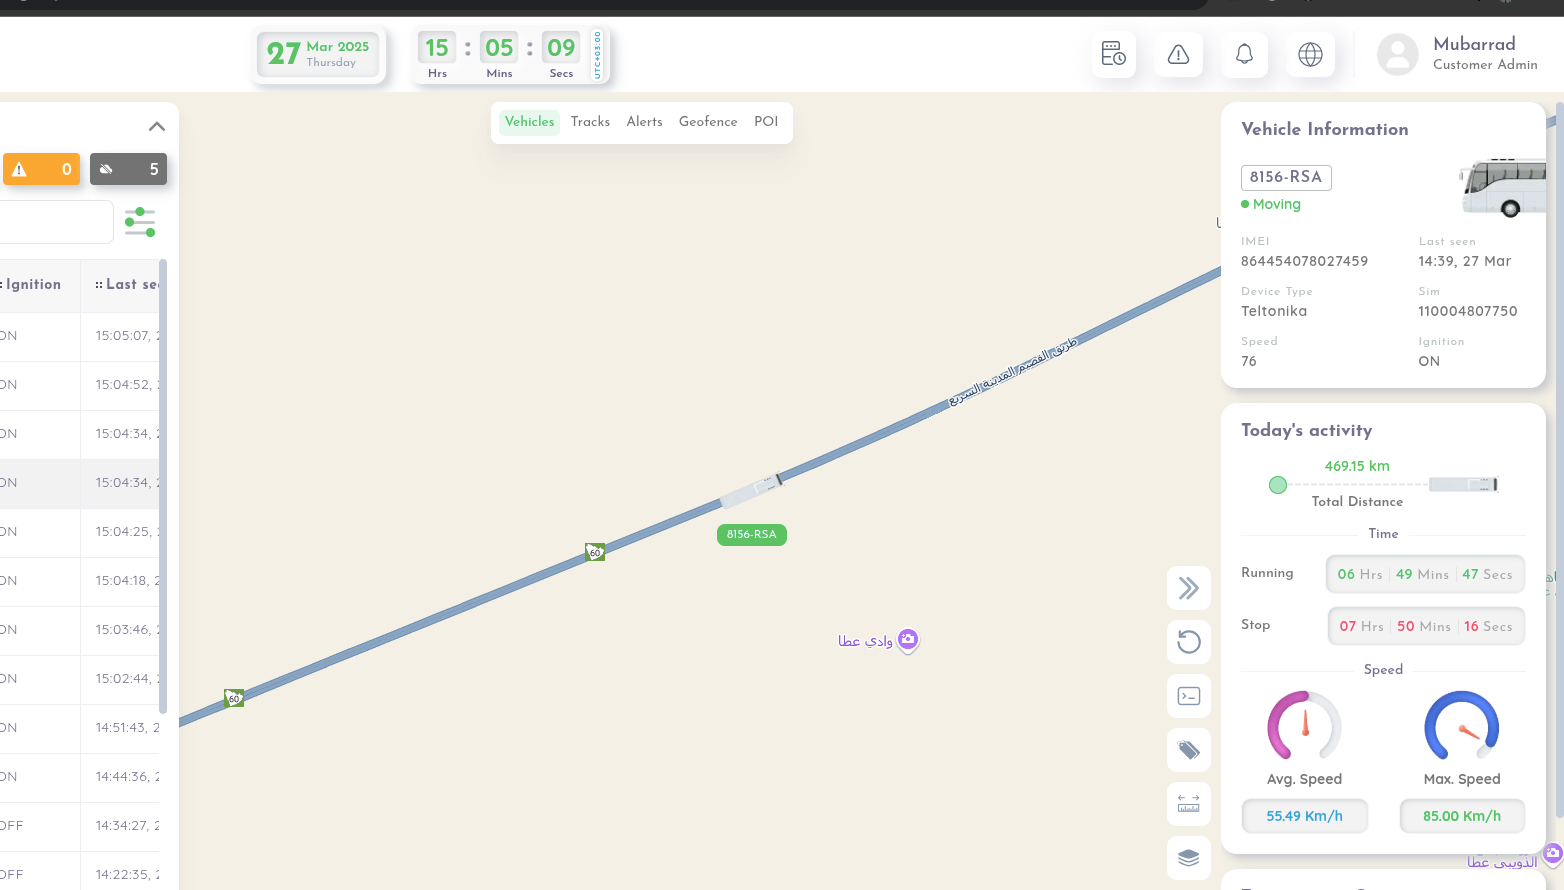 27 Mar 2025
Thursday
15 : 05 : 09
Hrs Mins Secs
UTC+03:00
Mubarrad
Customer Admin
Vehicles Tracks Alerts Geofence POI
0 5
Ignition Last se
ON 15:05:07,
ON 15:04:52,
ON 15:04:34,
ON 15:04:34,
ON 15:04:25,
ON 15:04:18,
ON 15:03:46,
ON 15:02:44,
ON 14:51:43,
ON 14:44:36,
OFF 14:34:27,
OFF 14:22:35,
طريق القصيم المدينة السريع
8156-RSA
60
وادي عطا
60
Vehicle Information
8156-RSA
Moving
IMEI Last seen
864454078027459 14:39, 27 Mar
Device Type Sim
Teltonika 110004807750
Speed Ignition
76 ON
Today's activity
469.15 km
Total Distance
Time
Running 06 Hrs 49 Mins 47 Secs
Stop 07 Hrs 50 Mins 16 Secs
Speed
Avg. Speed Max. Speed
55.49 Km/h 85.00 Km/h
عطا